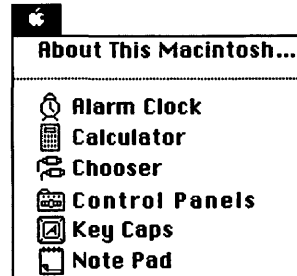 About This Macintosh...
Alarm Clock
Calculator
Chooser
Control Panels
Key Caps
Note Pad